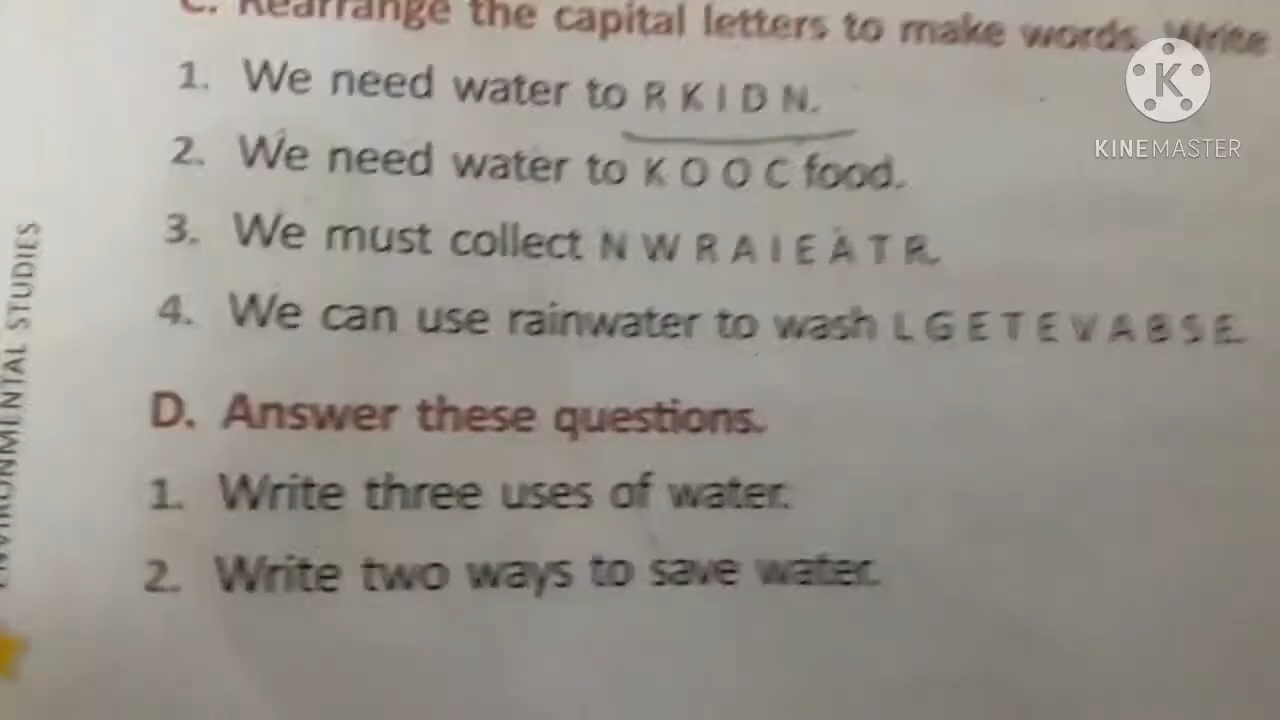 C. Rearrange the capital letters to make words. Write
1. We need water to R K I D N.
2. We need water to K O O C food.
3. We must collect N W R A I E A T R.
4. We can use rainwater to wash L G E T E V A B S E.
D. Answer these questions.
1. Write three uses of water.
2. Write two ways to save water.
ENVIRONMENTAL STUDIES
K
KINEMASTER